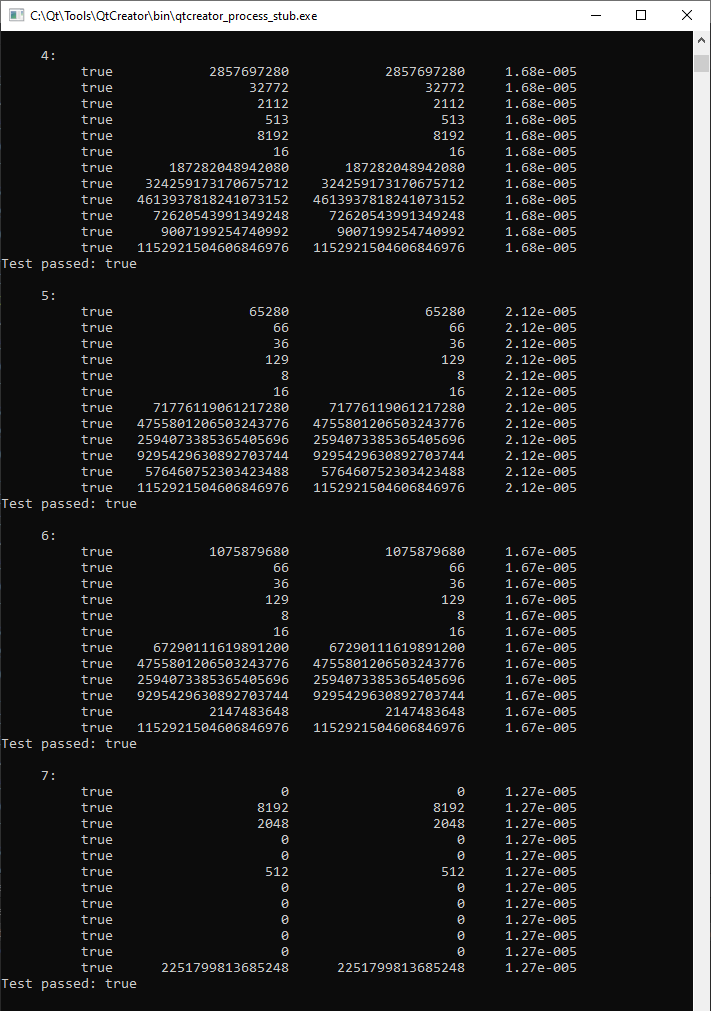 C:\Qt\Tools\QtCreator\bin\qtcreator_process_stub.exe
4:
true 2857697280 2857697280 1.68e-005
true 32772 32772 1.68e-005
true 2112 2112 1.68e-005
true 513 513 1.68e-005
true 8192 8192 1.68e-005
true 16 16 1.68e-005
true 187282048942080 187282048942080 1.68e-005
true 324259173170675712 324259173170675712 1.68e-005
true 4613937818241073152 4613937818241073152 1.68e-005
true 72620543991349248 72620543991349248 1.68e-005
true 9007199254740992 9007199254740992 1.68e-005
true 1152921504606846976 1152921504606846976 1.68e-005
Test passed: true
5:
true 65280 65280 2.12e-005
true 66 66 2.12e-005
true 36 36 2.12e-005
true 129 129 2.12e-005
true 8 8 2.12e-005
true 16 16 2.12e-005
true 71776119061217280 71776119061217280 2.12e-005
true 4755801206503243776 4755801206503243776 2.12e-005
true 2594073385365405696 2594073385365405696 2.12e-005
true 9295429630892703744 9295429630892703744 2.12e-005
true 576460752303423488 576460752303423488 2.12e-005
true 1152921504606846976 1152921504606846976 2.12e-005
Test passed: true
6:
true 1075879680 1075879680 1.67e-005
true 66 66 1.67e-005
true 36 36 1.67e-005
true 129 129 1.67e-005
true 8 8 1.67e-005
true 16 16 1.67e-005
true 67290111619891200 67290111619891200 1.67e-005
true 4755801206503243776 4755801206503243776 1.67e-005
true 2594073385365405696 2594073385365405696 1.67e-005
true 9295429630892703744 9295429630892703744 1.67e-005
true 2147483648 2147483648 1.67e-005
true 1152921504606846976 1152921504606846976 1.67e-005
Test passed: true
7:
true 0 0 1.27e-005
true 8192 8192 1.27e-005
true 2048 2048 1.27e-005
true 0 0 1.27e-005
true 0 0 1.27e-005
true 512 512 1.27e-005
true 0 0 1.27e-005
true 0 0 1.27e-005
true 0 0 1.27e-005
true 0 0 1.27e-005
true 0 0 1.27e-005
true 2251799813685248 2251799813685248 1.27e-005
Test passed: true